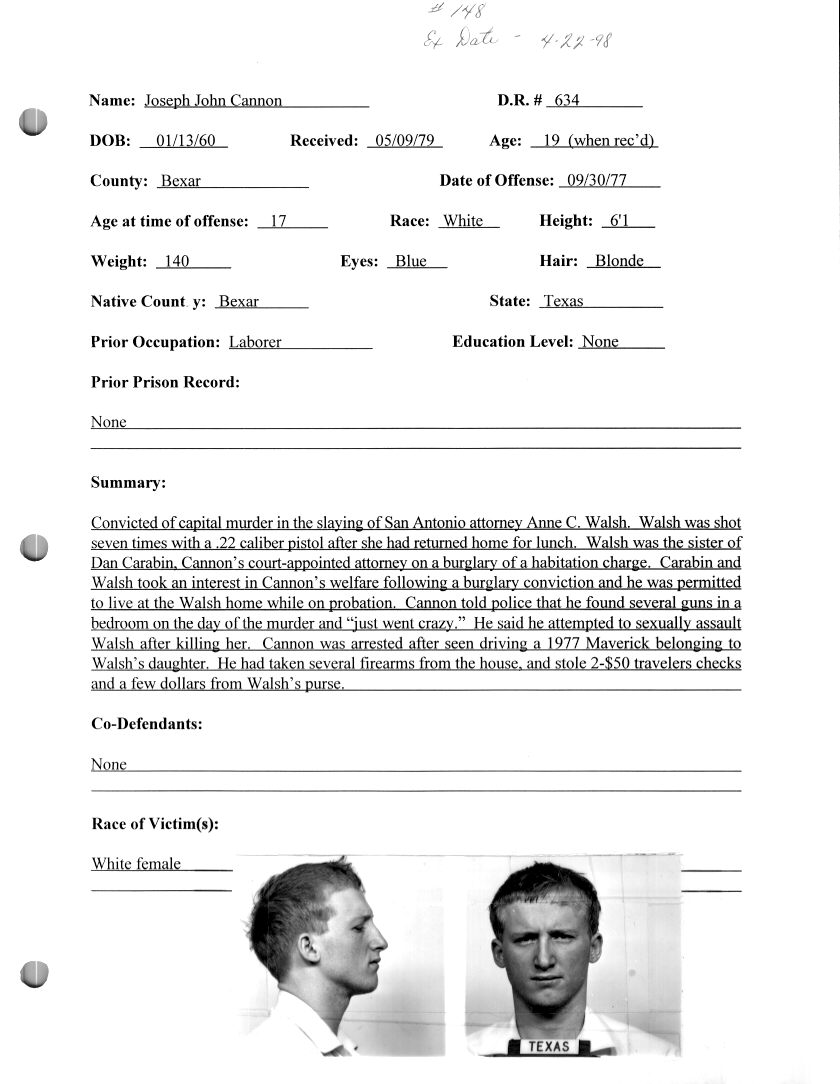 # 148
Ex Date - 4-22-98
Name: Joseph John Cannon D.R. # 634
DOB: 01/13/60 Received: 05/09/79 Age: 19 (when rec'd)
County: Bexar Date of Offense: 09/30/77
Age at time of offense: 17 Race: White Height: 6'1
Weight: 140 Eyes: Blue Hair: Blonde
Native Count y: Bexar State: Texas
Prior Occupation: Laborer Education Level: None
Prior Prison Record:
None
Summary:
Convicted of capital murder in the slaying of San Antonio attorney Anne C. Walsh. Walsh was shot
seven times with a .22 caliber pistol after she had returned home for lunch. Walsh was the sister of
Dan Carabin, Cannon's court-appointed attorney on a burglary of a habitation charge. Carabin and
Walsh took an interest in Cannon's welfare following a burglary conviction and he was permitted
to live at the Walsh home while on probation. Cannon told police that he found several guns in a
bedroom on the day of the murder and “just went crazy.” He said he attempted to sexually assault
Walsh after killing her. Cannon was arrested after seen driving a 1977 Maverick belonging to
Walsh's daughter. He had taken several firearms from the house, and stole 2-$50 travelers checks
and a few dollars from Walsh's purse.
Co-Defendants:
None
Race of Victim(s):
White female
TEXAS